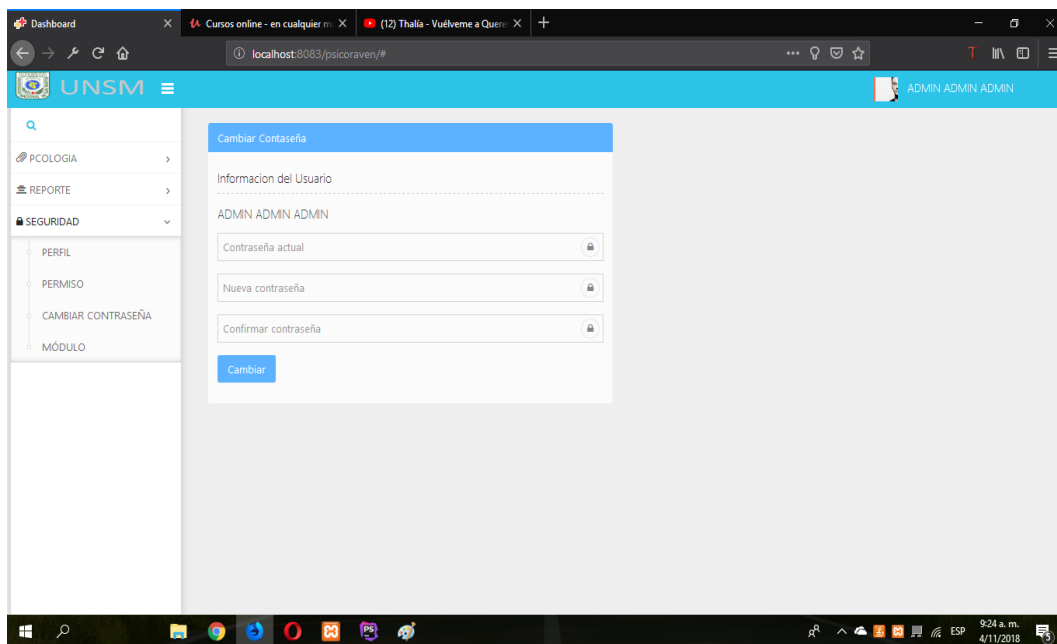 Dashboard
Cursos online - en cualquier m
(12) Thalía - Vuélveme a Quere
localhost:8083/psicoraven/#
UNSM
ADMIN ADMIN ADMIN
PCOLOGIA
REPORTE
SEGURIDAD
PERFIL
PERMISO
CAMBIAR CONTRASEÑA
MÓDULO
Cambiar Contaseña
Informacion del Usuario
ADMIN ADMIN ADMIN
Contraseña actual
Nueva contraseña
Confirmar contraseña
Cambiar
ESP
9:24 a. m.
4/11/2018